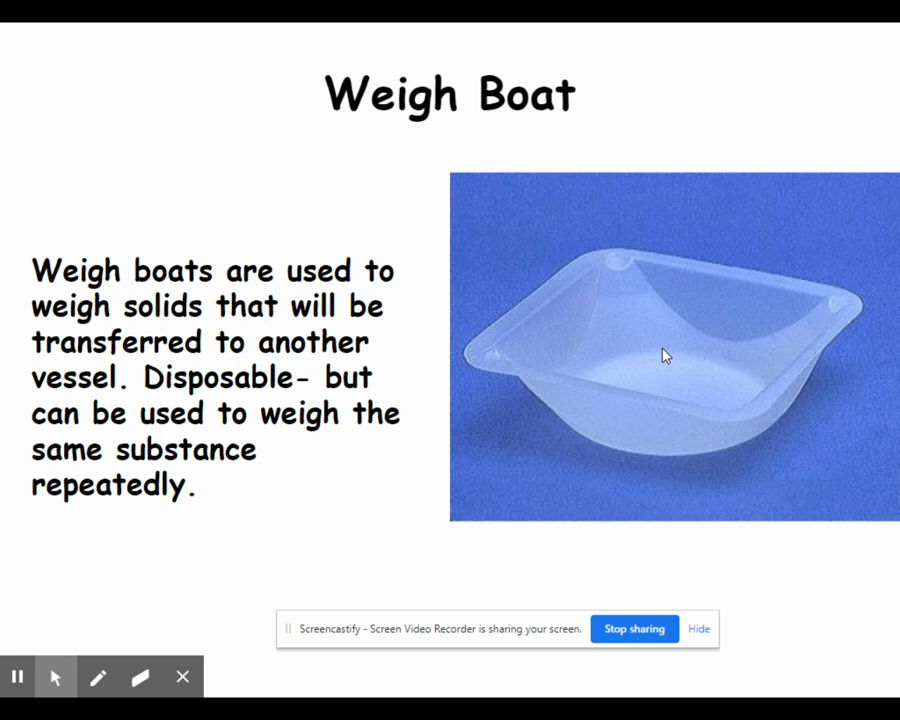 Weigh Boat
Weigh boats are used to
weigh solids that will be
transferred to another
vessel. Disposable- but
can be used to weigh the
same substance
repeatedly.
Screencastify - Screen Video Recorder is sharing your screen. Stop sharing Hide